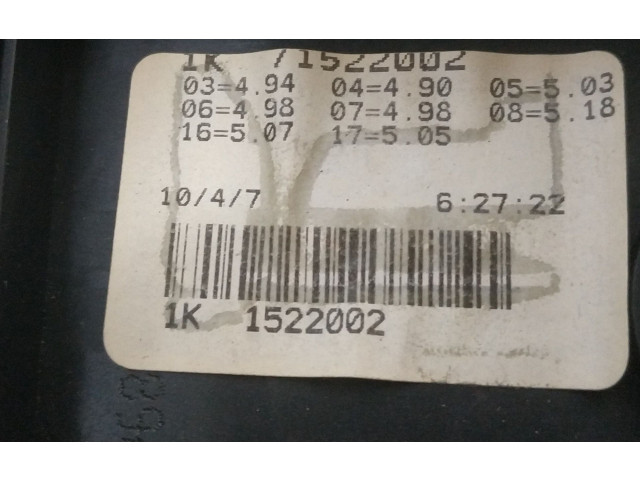 1K /1522002
03=4.94 04=4.90 05=5.03
06=4.98 07=4.98 08=5.18
16=5.07 17=5.05
10/4/7 6:27:22
1K 1522002